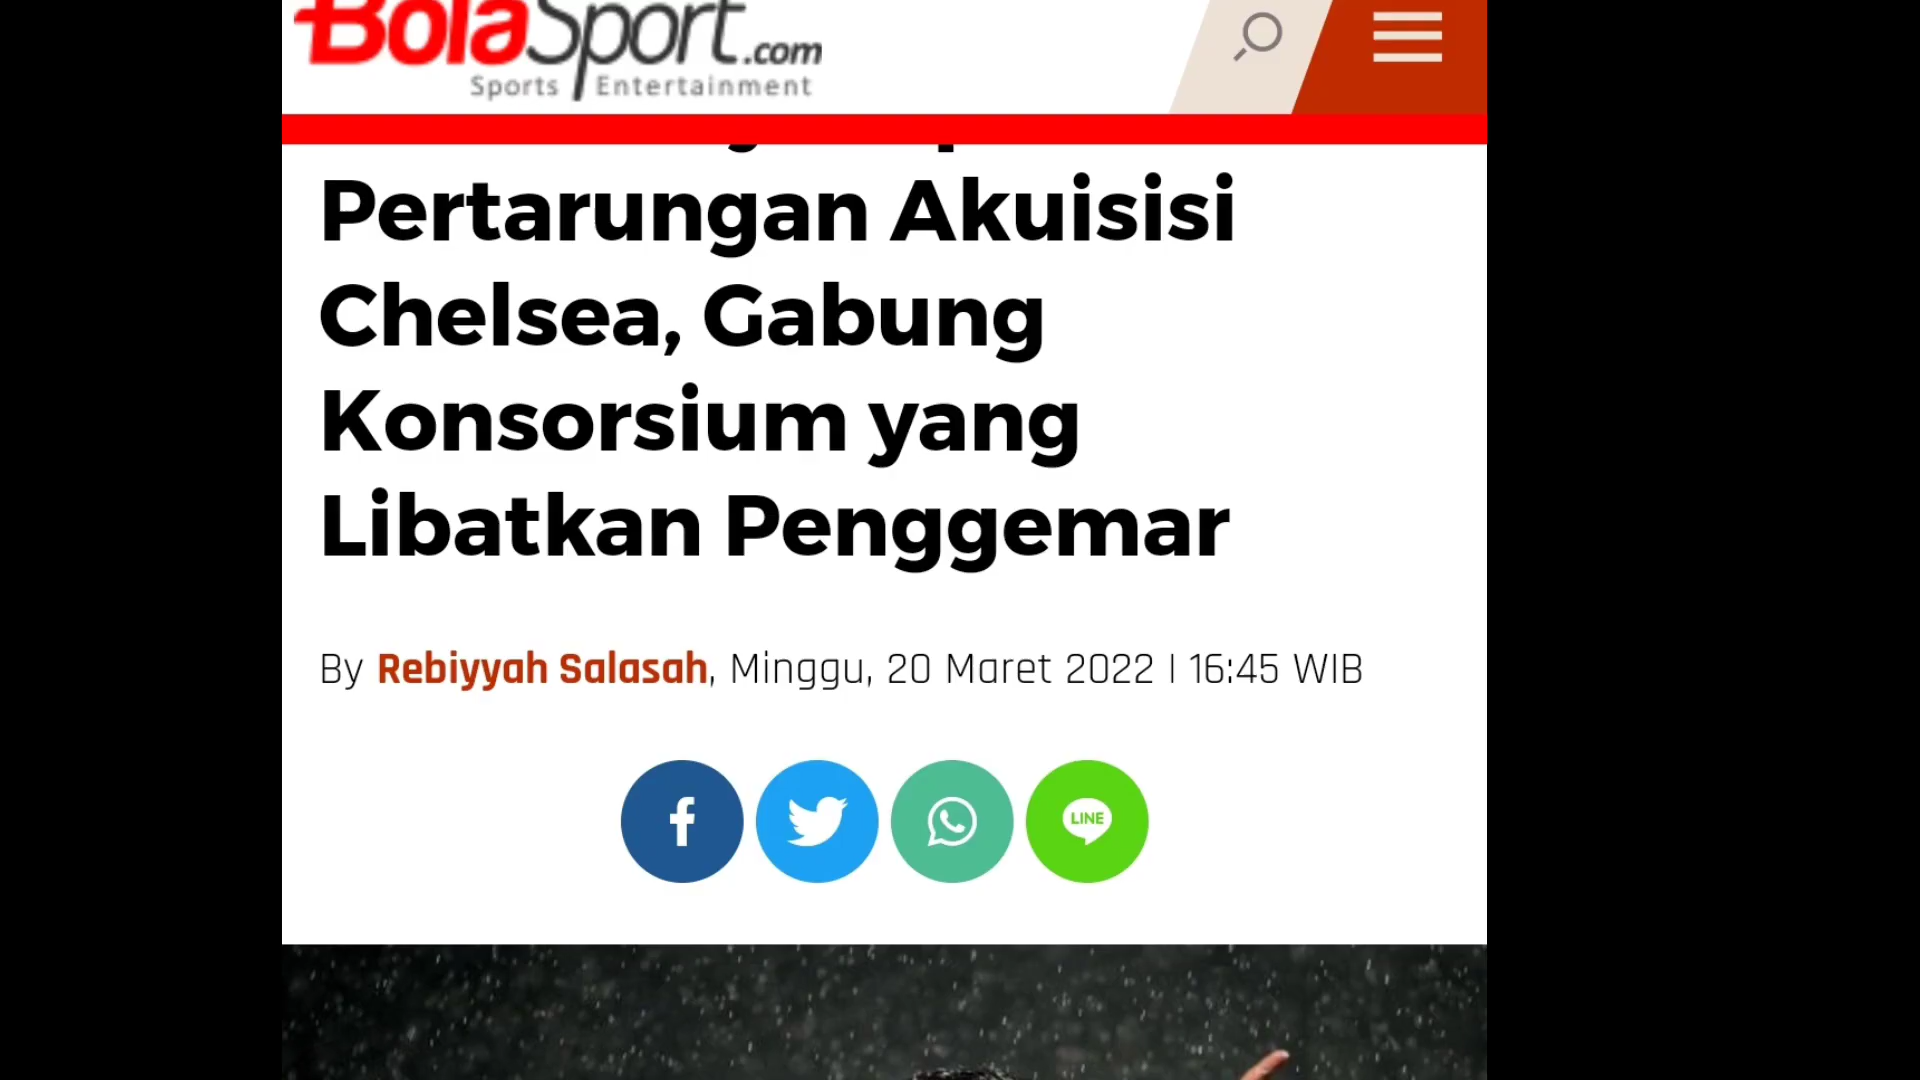 BolaSport.com
Sports Entertainment
Pertarungan Akuisisi
Chelsea, Gabung
Konsorsium yang
Libatkan Penggemar
By Rebiyyah Salasah, Minggu, 20 Maret 2022 | 16:45 WIB
LINE